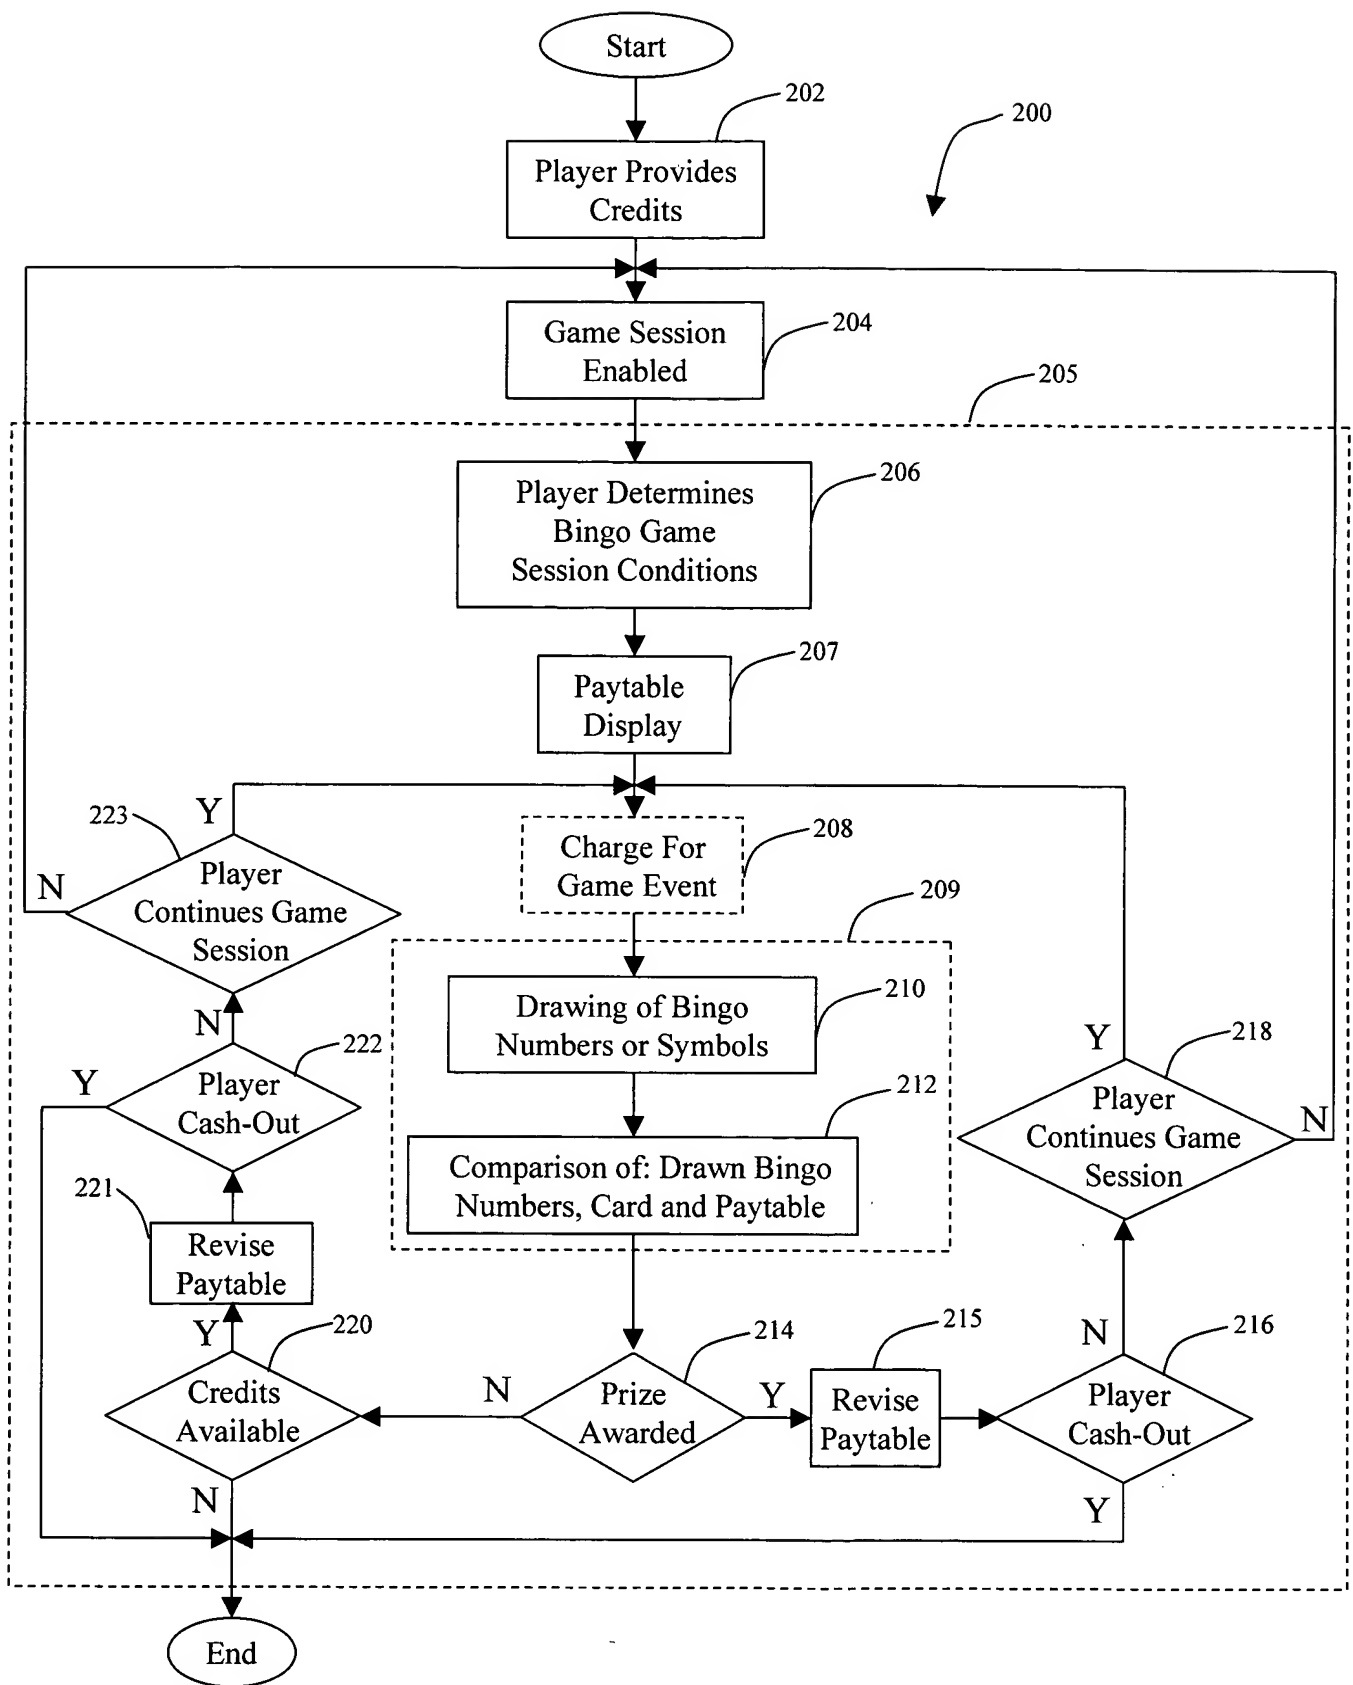 Start
202
200
Player Provides
Credits
Game Session
Enabled
204
205
Player Determines
Bingo Game
Session Conditions
206
Paytable
Display
207
Y
223
N
Player
Continues Game
Session
Charge For
Game Event
208
209
Drawing of Bingo
Numbers or Symbols
210
N
222
Y
Player
Cash-Out
212
Comparison of: Drawn Bingo
Numbers, Card and Paytable
Y
218
Player
Continues Game
Session
N
221
Revise
Paytable
Y
220
Credits
Available
N
N
214
Prize
Awarded
Y
215
Revise
Paytable
N
216
Player
Cash-Out
Y
End